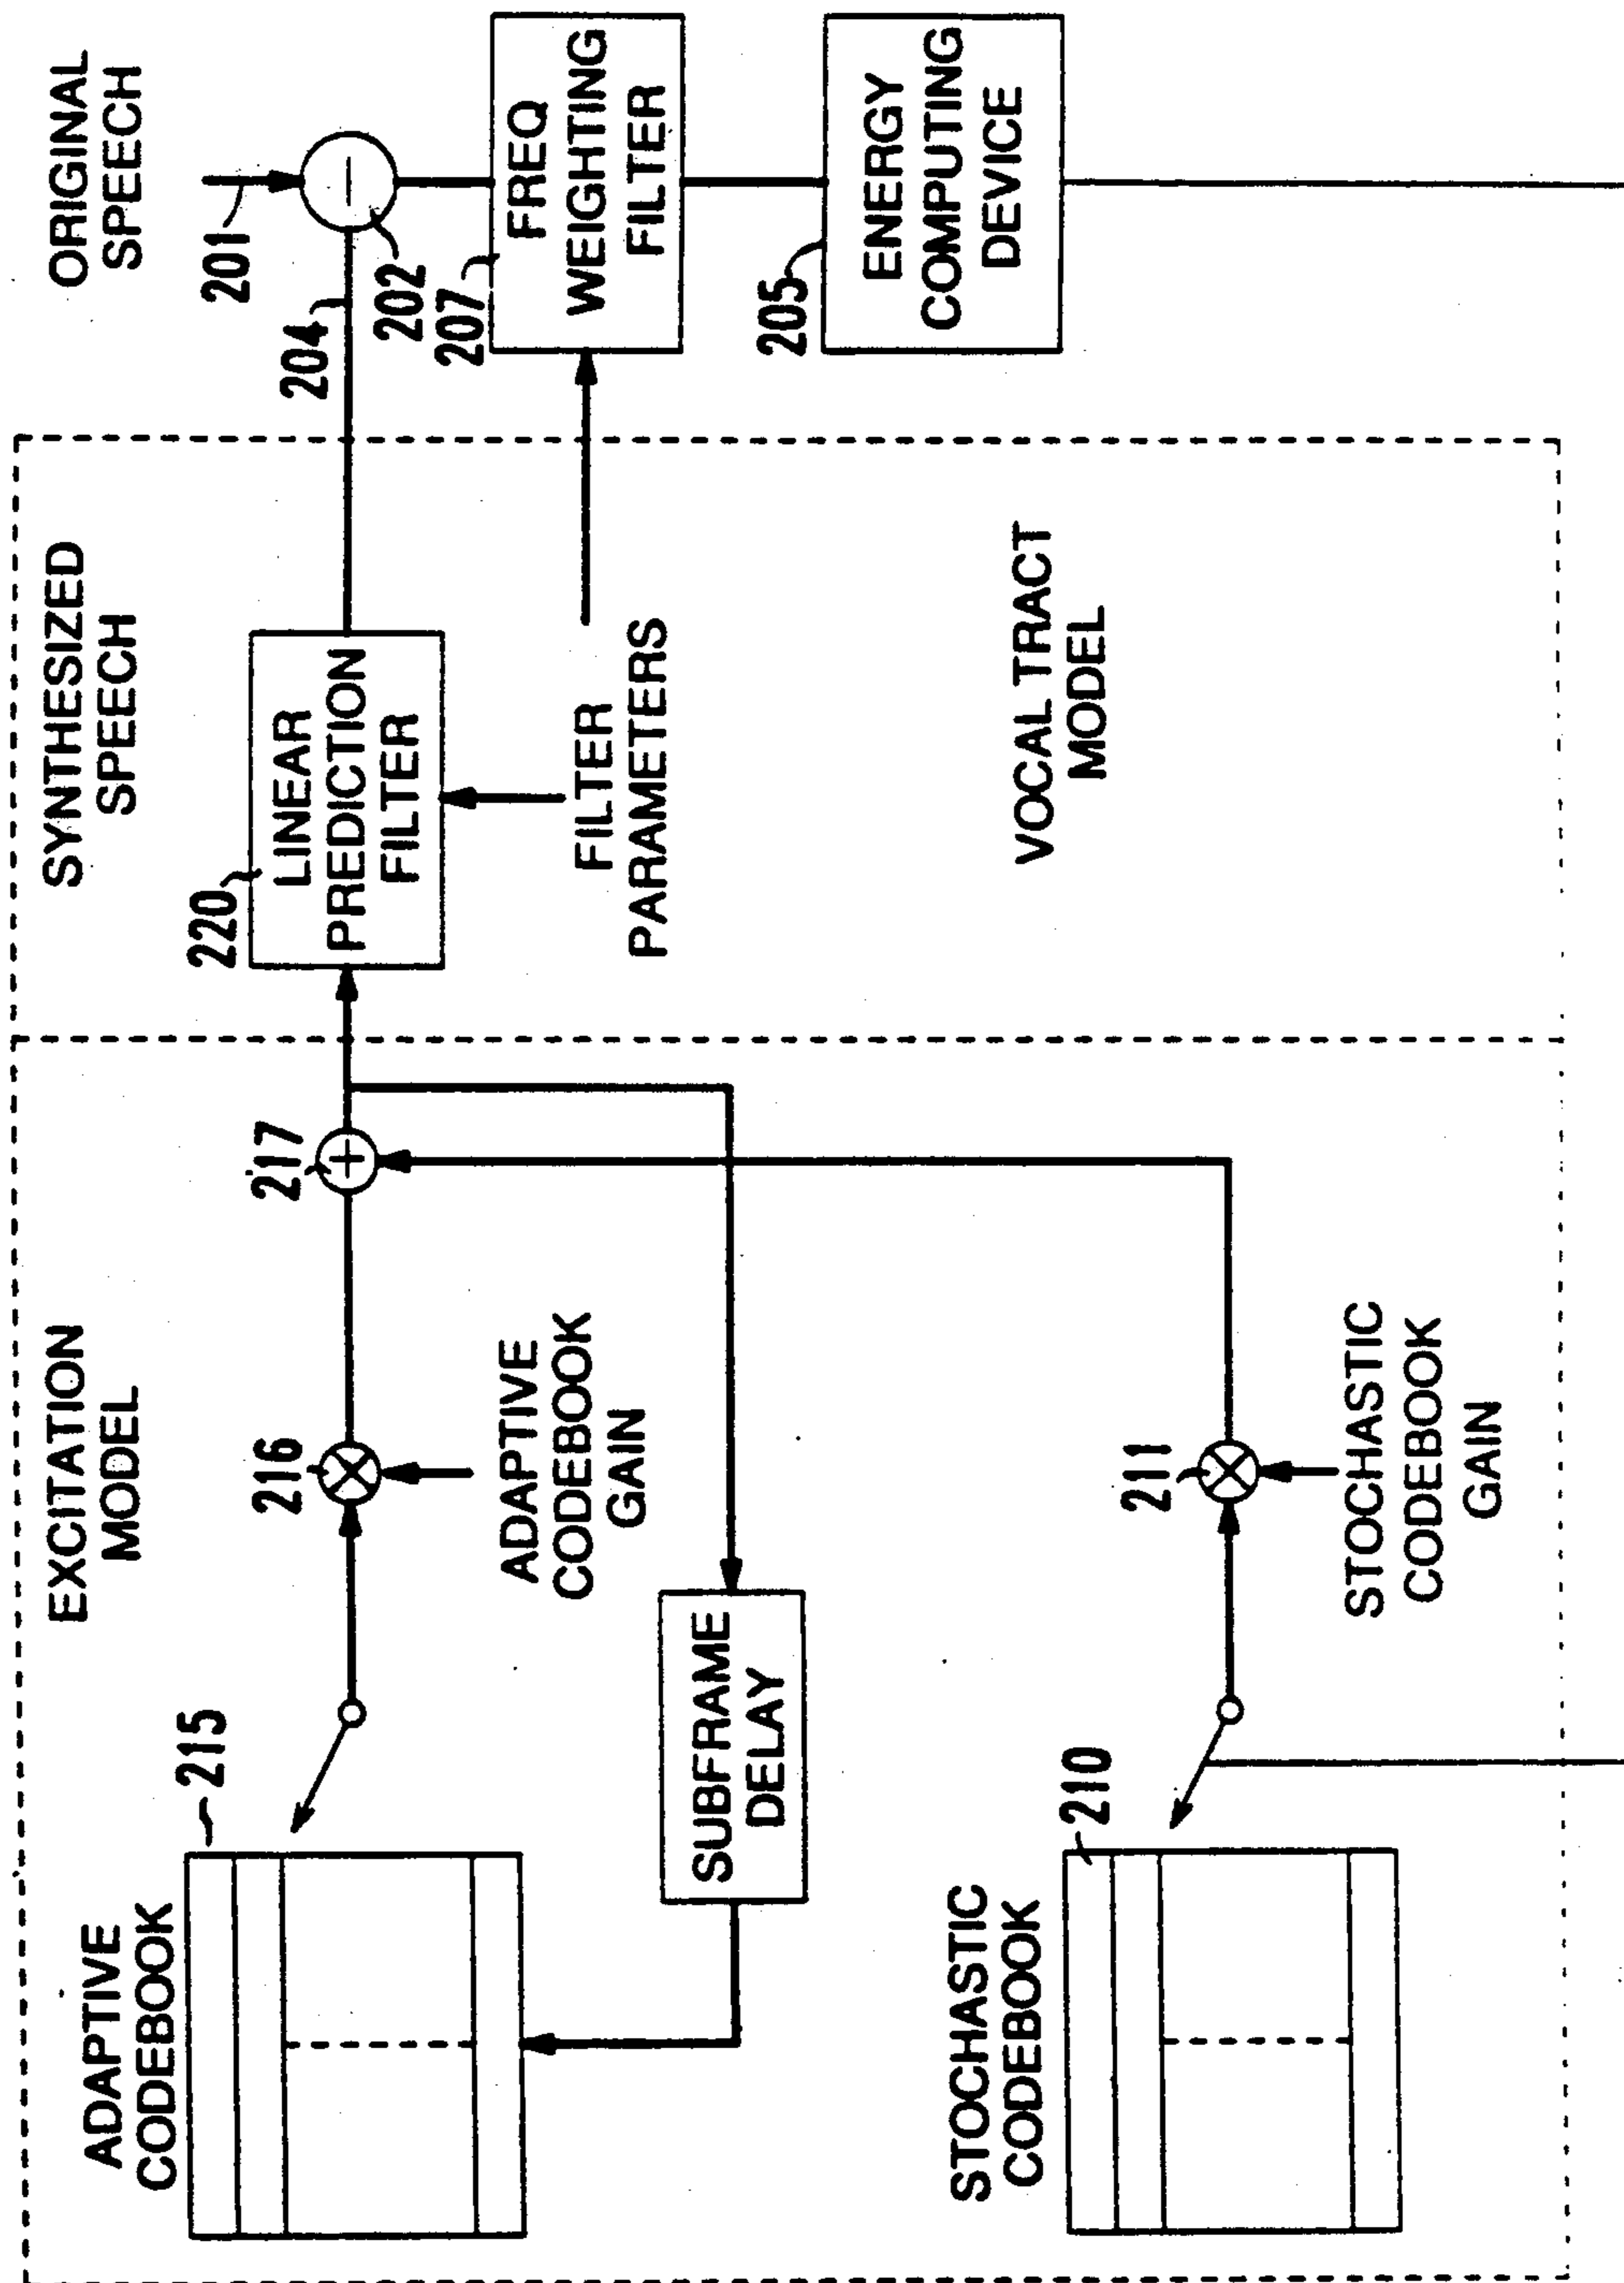 EXCITATION
MODEL
SYNTHESIZED
SPEECH
ORIGINAL
SPEECH
ADAPTIVE
CODEBOOK
215
216
217
220
LINEAR
PREDICTION
FILTER
204
201
202
207
FREQ
WEIGHTING
FILTER
ADAPTIVE
CODEBOOK
GAIN
FILTER
PARAMETERS
SUBFRAME
DELAY
205
ENERGY
COMPUTING
DEVICE
STOCHASTIC
CODEBOOK
210
211
STOCHASTIC
CODEBOOK
GAIN
VOCAL TRACT
MODEL